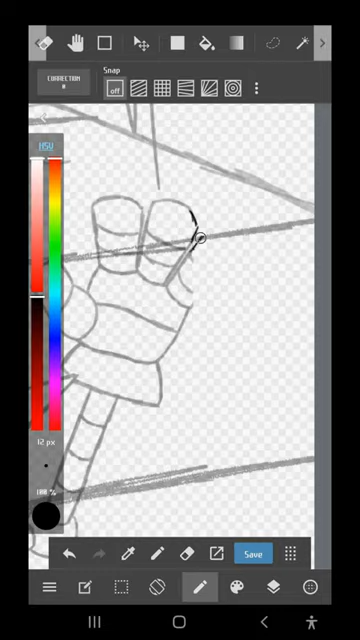 CORRECTION
Snap
off
HSV
12 px
100 %
Save